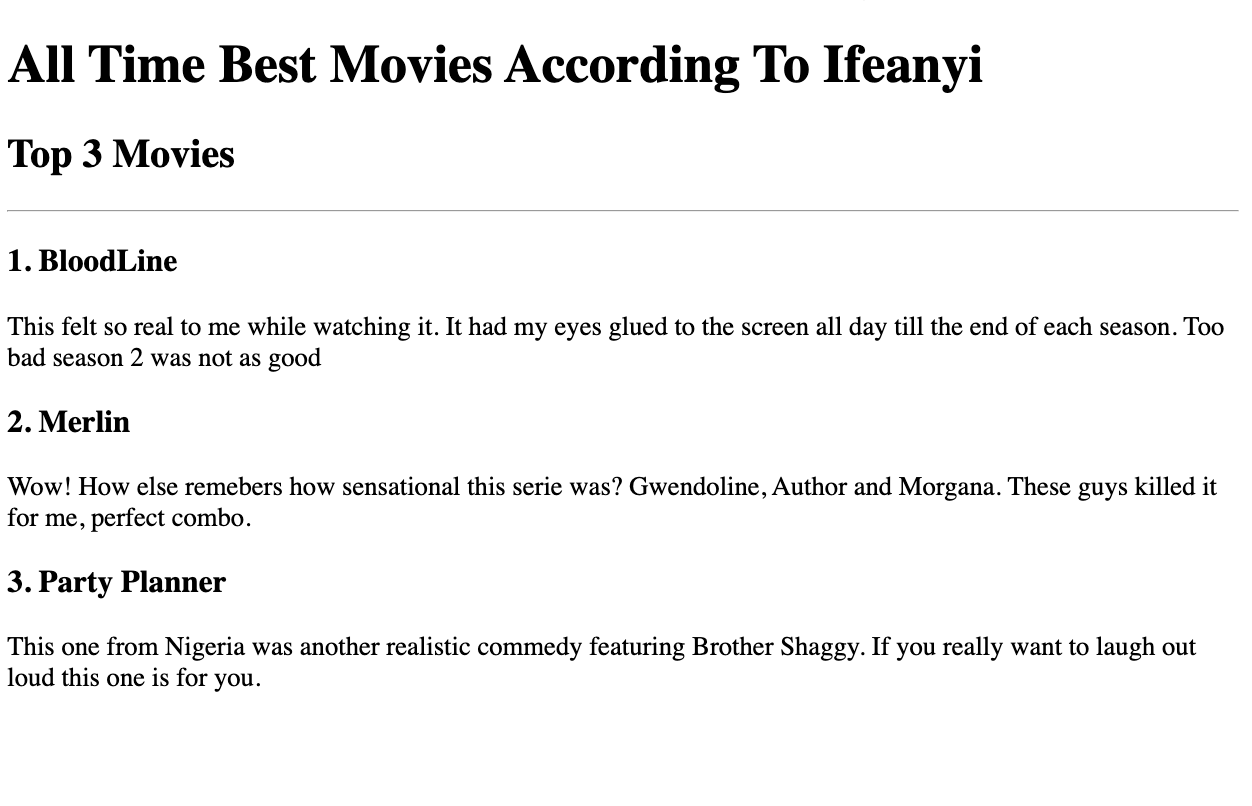 All Time Best Movies According To Ifeanyi
Top 3 Movies
1. BloodLine
This felt so real to me while watching it. It had my eyes glued to the screen all day till the end of each season. Too
bad season 2 was not as good
2. Merlin
Wow! How else remebers how sensational this serie was? Gwendoline, Author and Morgana. These guys killed it
for me, perfect combo.
3. Party Planner
This one from Nigeria was another realistic commedy featuring Brother Shaggy. If you really want to laugh out
loud this one is for you.